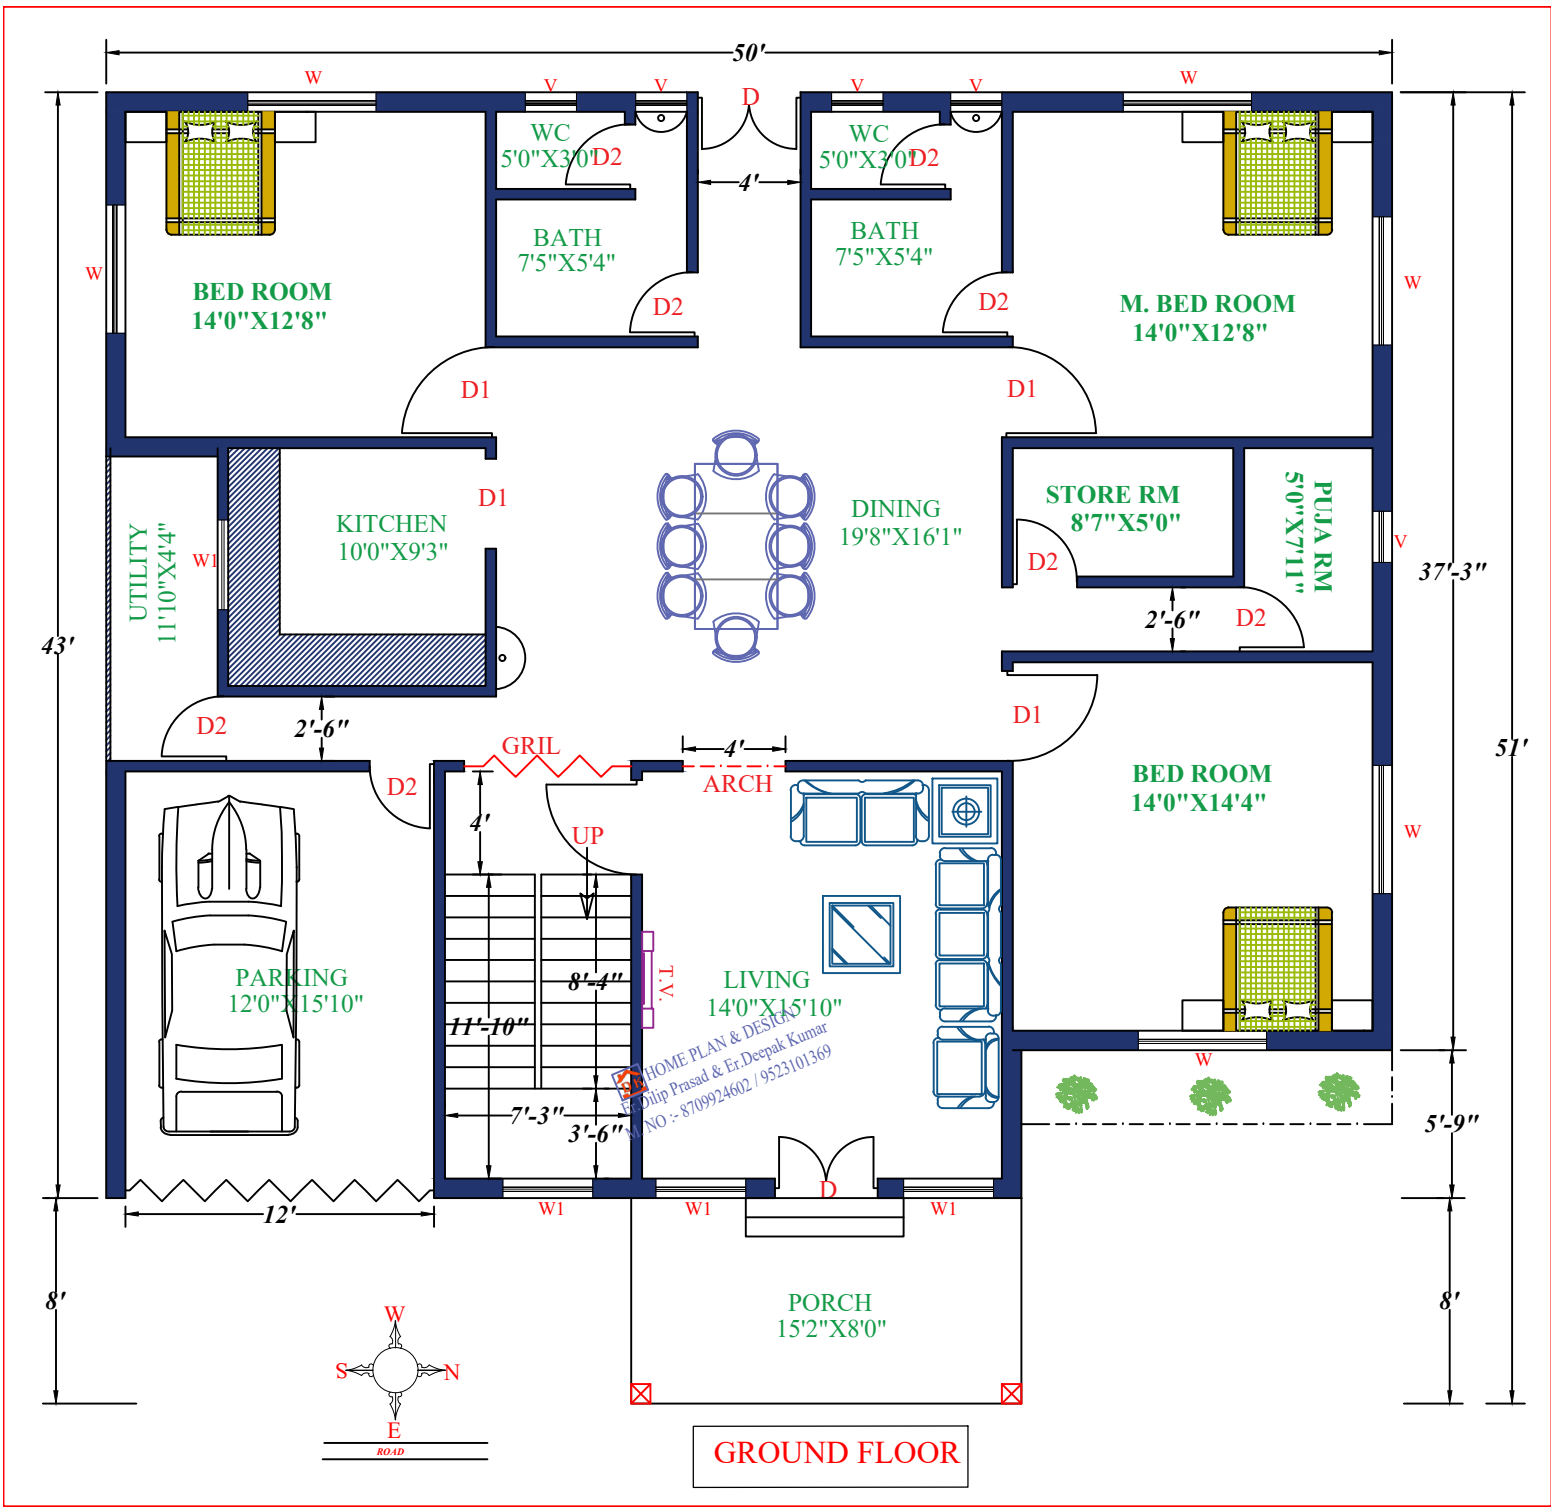 50'
W
V
V
D
V
V
W
WC
5'0"X3'0"
D2
4'
WC
5'0"X3'0"
D2
BATH
7'5"X5'4"
BATH
7'5"X5'4"
W
W
BED ROOM
14'0"X12'8"
D2
D2
M. BED ROOM
14'0"X12'8"
D1
D1
D1
KITCHEN
10'0"X9'3"
DINING
19'8"X16'1"
STORE RM
8'7"X5'0"
PUJA RM
5'0"X7'11"
V
UTILITY
11'10"X4'4"
W1
D2
37'-3"
43'
2'-6"
D2
D2
2'-6"
D1
GRIL
4'
ARCH
51'
D2
4'
UP
BED ROOM
14'0"X14'4"
W
PARKING
12'0"X15'10"
8'-4"
11'-10"
T.V.
LIVING
14'0"X15'10"
HOME PLAN & DESIGN
Er.Dilip Prasad & Er.Deepak Kumar
M. NO :- 8709924602 / 9523101369
W
7'-3"
3'-6"
5'-9"
D
12'
W1
W1
W1
8'
PORCH
15'2"X8'0"
8'
W
S
N
E
ROAD
GROUND FLOOR